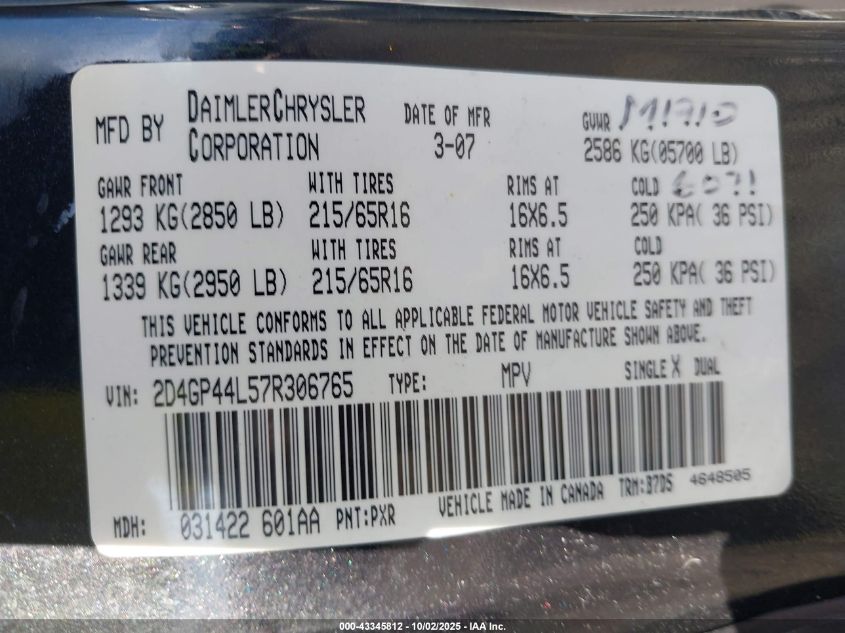 MFD BY DAIMLERCHRYSLER CORPORATION DATE OF MFR 3-07 GVWR 2586 KG(05700 LB)
GAWR FRONT WITH TIRES RIMS AT COLD
1293 KG(2850 LB) 215/65R16 16X6.5 250 KPA( 36 PSI)
GAWR REAR WITH TIRES RIMS AT COLD
1339 KG(2950 LB) 215/65R16 16X6.5 250 KPA( 36 PSI)
THIS VEHICLE CONFORMS TO ALL APPLICABLE FEDERAL MOTOR VEHICLE SAFETY AND THEFT
PREVENTION STANDARDS IN EFFECT ON THE DATE OF MANUFACTURE SHOWN ABOVE.
VIN: 2D4GP44L57R306765 TYPE: MPV SINGLE X DUAL
MDH: 031422 601AA PNT:PXR VEHICLE MADE IN CANADA TRM:B7D5 4648505
000-43345812 - 10/02/2025 - IAA Inc.